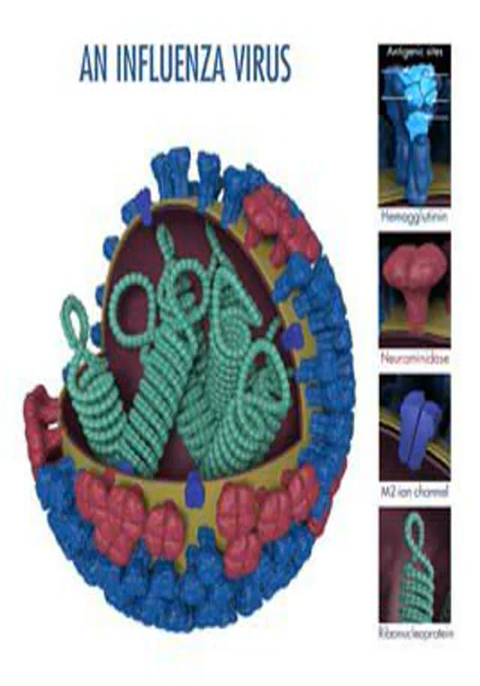 AN INFLUENZA VIRUS
Antigenic sites
Hemagglutinin
Neuraminidase
M2 ion channel
Ribonucleoprotein